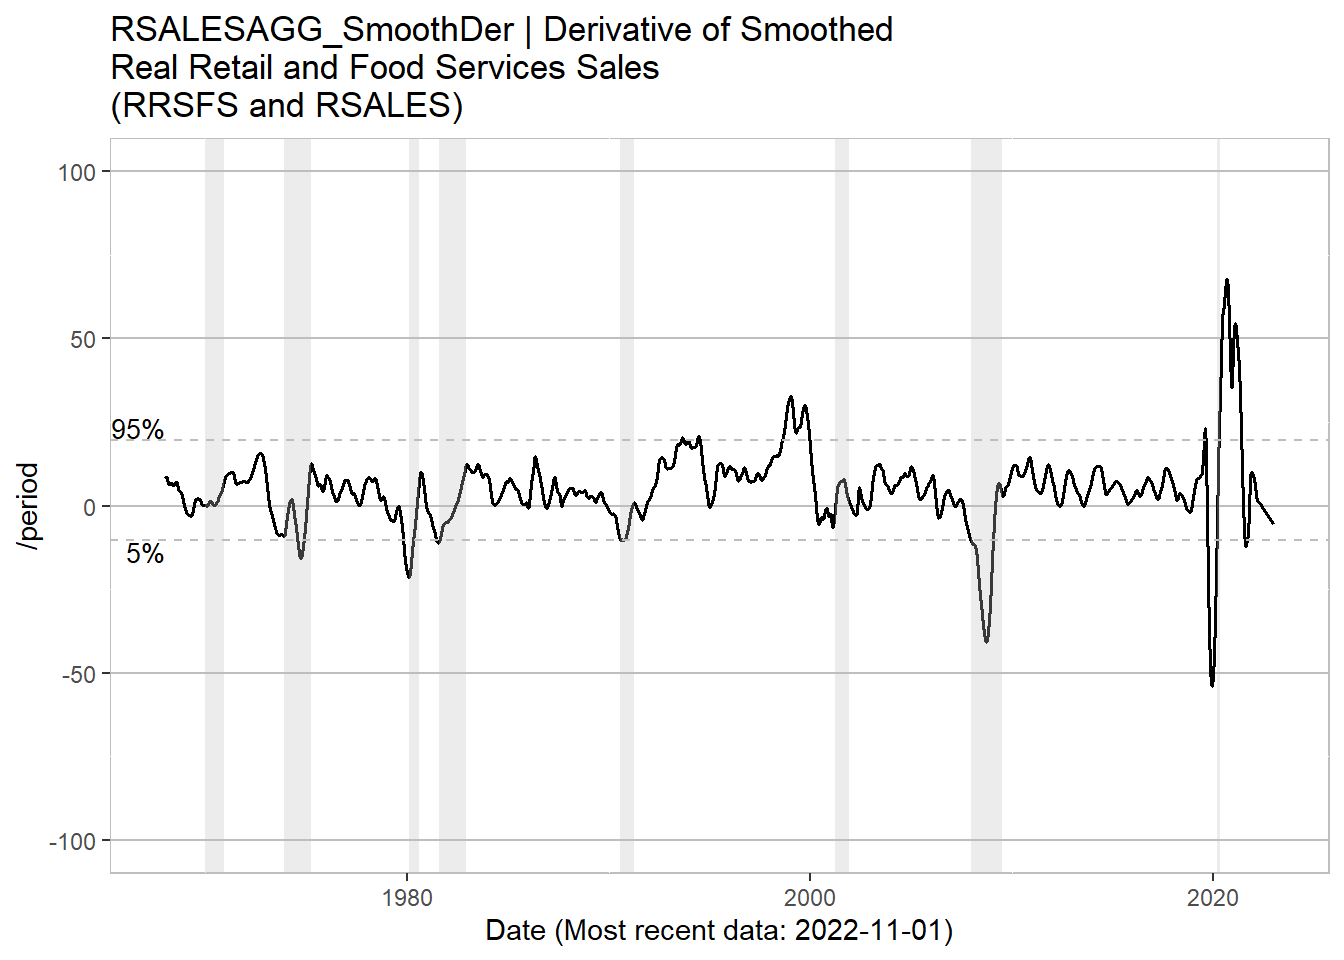 RSALESAGG_SmoothDer | Derivative of Smoothed
Real Retail and Food Services Sales
(RRSFS and RSALES)
100
50
0
-50
-100
95%
5%
/period
1980
2000
2020
Date (Most recent data: 2022-11-01)